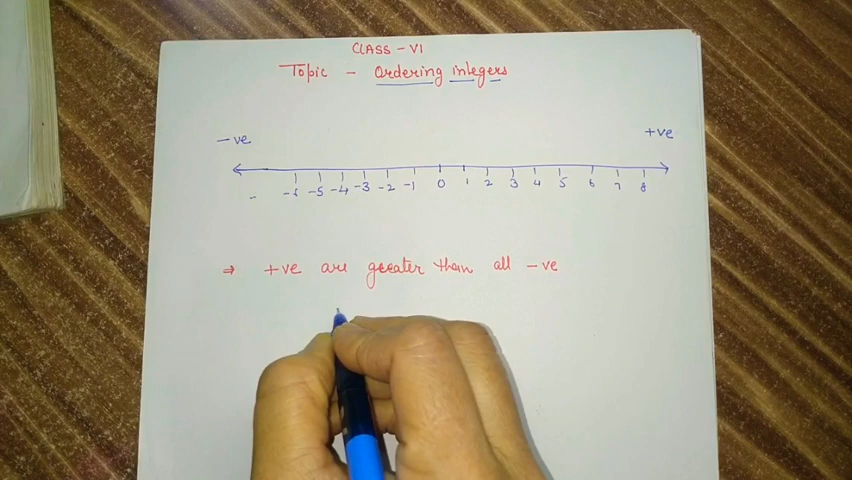 CLASS - VI
Topic - Ordering integers
-ve +ve
-6 -5 -4 -3 -2 -1 0 1 2 3 4 5 6 7 8
⇒ +ve are greater than all -ve